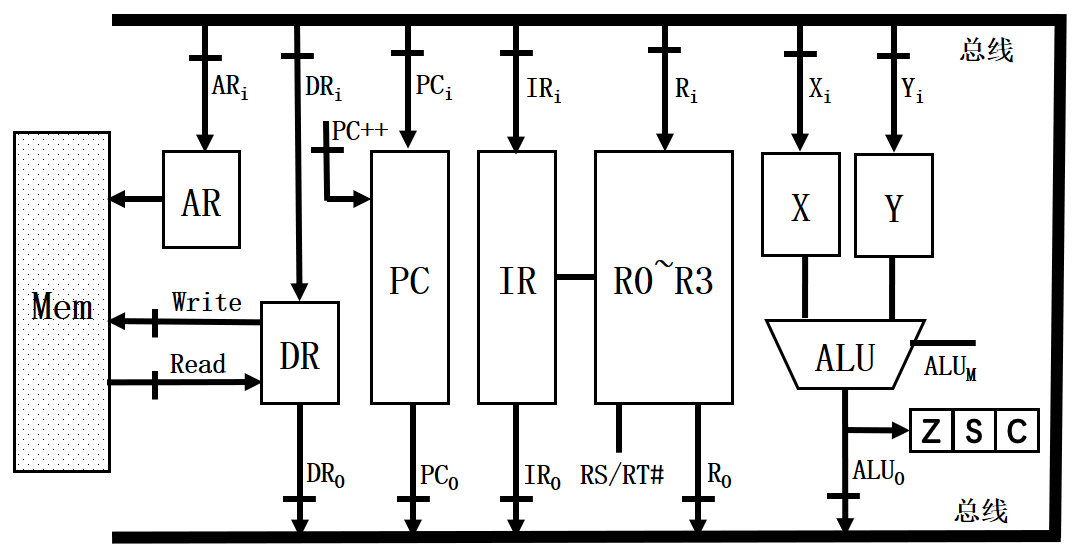 总线
ARi DRi PCi IRi Ri Xi Yi
PC++
AR X Y
Mem PC IR R0~R3
Write
Read DR ALU ALUM
Z S C
DRO PCO IRO RS/RT# RO ALUO
总线